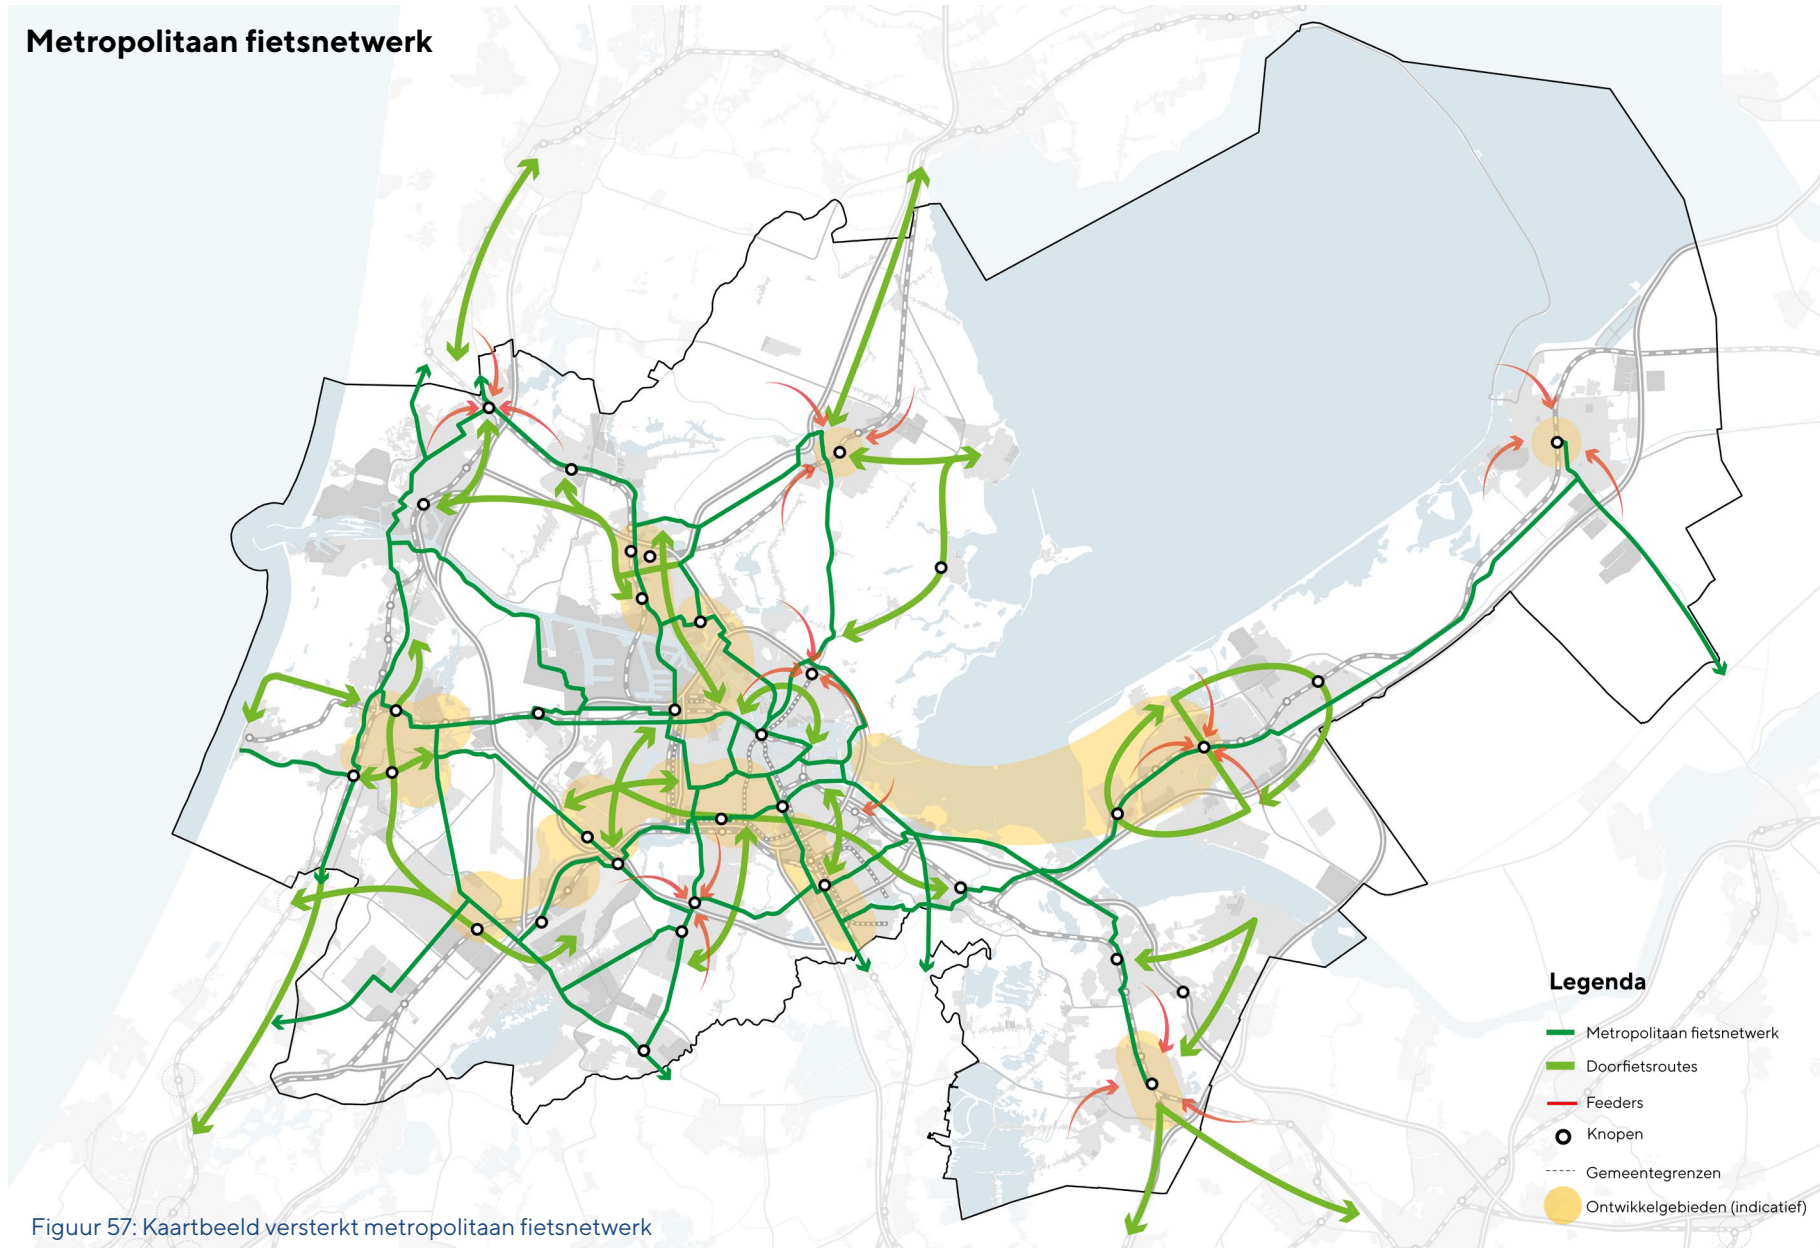 Metropolitaan fietsnetwerk
Legenda
Metropolitaan fietsnetwerk
Doorfietsroutes
Feeders
Knopen
Gemeentegrenzen
Ontwikkelgebieden (indicatief)
Figuur 57: Kaartbeeld versterkt metropolitaan fietsnetwerk